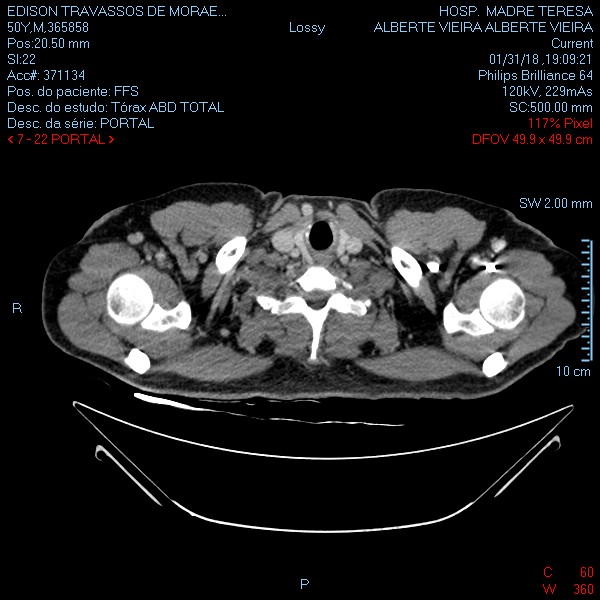 EDISON TRAVASSOS DE MORAE...
50Y,M,365858
Pos:20.50 mm
Sl:22
Acc#: 371134
Pos. do paciente: FFS
Desc. do estudo: Tórax ABD TOTAL
Desc. da série: PORTAL
< 7 - 22 PORTAL >
Lossy
HOSP. MADRE TERESA
ALBERTE VIEIRA ALBERTE VIEIRA
Current
01/31/18 ,19:09:21
Philips Brilliance 64
120kV, 229mAs
SC:500.00 mm
117% Pixel
DFOV 49.9 x 49.9 cm
SW 2.00 mm
R
10 cm
P
C 60
W 360